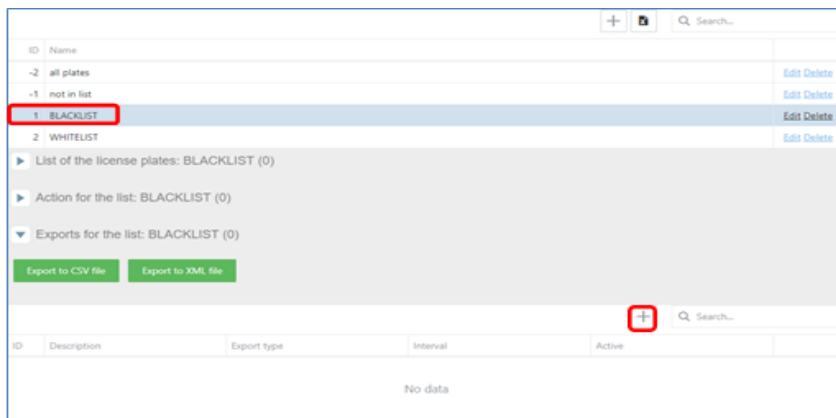 Search...
ID Name
-2 all plates Edit Delete
-1 not in list Edit Delete
1 BLACKLIST Edit Delete
2 WHITELIST Edit Delete
List of the license plates: BLACKLIST (0)
Action for the list: BLACKLIST (0)
Exports for the list: BLACKLIST (0)
Export to CSV file Export to XML file
Search...
ID Description Export type Interval Active
No data